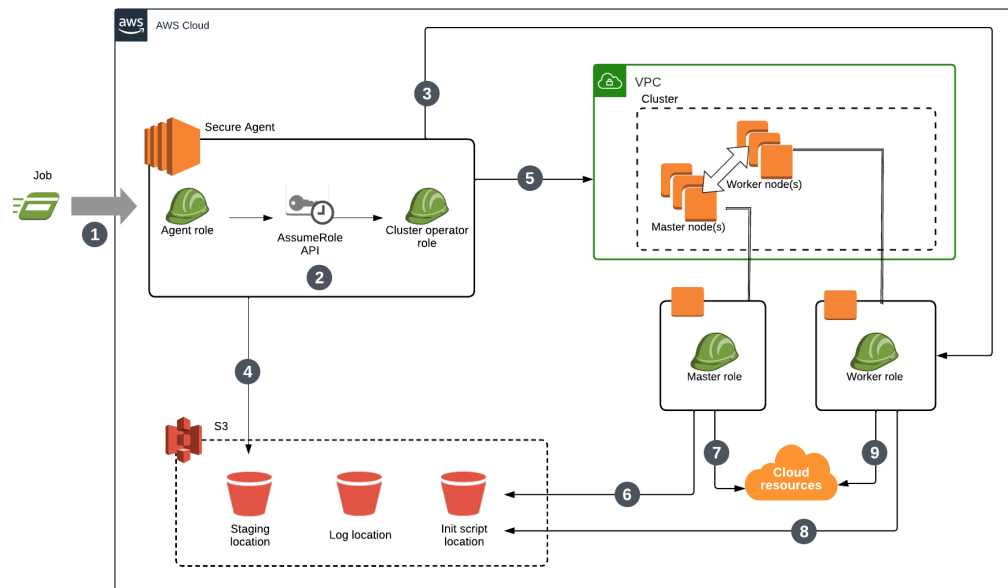 aws
AWS Cloud
3
VPC
Cluster
Secure Agent
Worker node(s)
Master node(s)
5
Job
1
Agent role
AssumeRole
API
Cluster operator
role
2
4
Master role
Worker role
S3
7
9
Cloud
resources
6
8
Staging
location
Log location
Init script
location